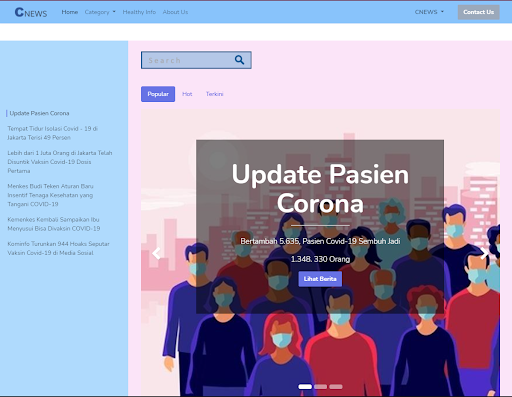 CNEWS Home Category Healthy Info About Us CNEWS Contact Us
Search
Popular Hot Terkini
Update Pasien Corona
Tempat Tidur Isolasi Covid - 19 di
Jakarta Terisi 49 Persen
Lebih dari 1 Juta Orang di Jakarta Telah
Disuntik Vaksin Covid-19 Dosis
Pertama
Menkes Budi Teken Aturan Baru
Insentif Tenaga Kesehatan yang
Tangani COVID-19
Kemenkes Kembali Sampaikan Ibu
Menyusui Bisa Divaksin COVID-19
Kominfo Turunkan 944 Hoaks Seputar
Vaksin Covid-19 di Media Sosial
Update Pasien
Corona
Bertambah 5.635, Pasien Covid-19 Sembuh Jadi
1.348. 330 Orang
Lihat Berita